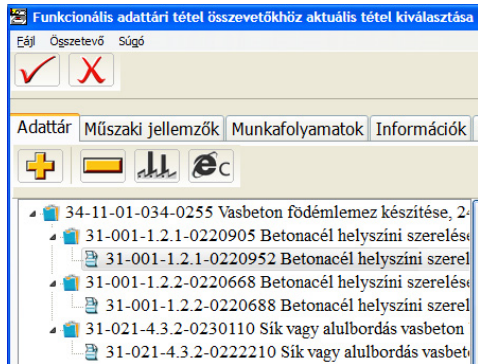 Funkcionális adattári tétel összevetőkhöz aktuális tétel kiválasztása
Fájl Összetevő Súgó
Adattár Műszaki jellemzők Munkafolyamatok Információk
ec
34-11-01-034-0255 Vasbeton födémlemez készítése, 24
31-001-1.2.1-0220905 Betonacél helyszíni szerelése
31-001-1.2.1-0220952 Betonacél helyszíni szerel
31-001-1.2.2-0220668 Betonacél helyszíni szerelése
31-001-1.2.2-0220688 Betonacél helyszíni szerel
31-021-4.3.2-0230110 Sík vagy alulbordás vasbeton
31-021-4.3.2-0222210 Sík vagy alulbordás vasbet